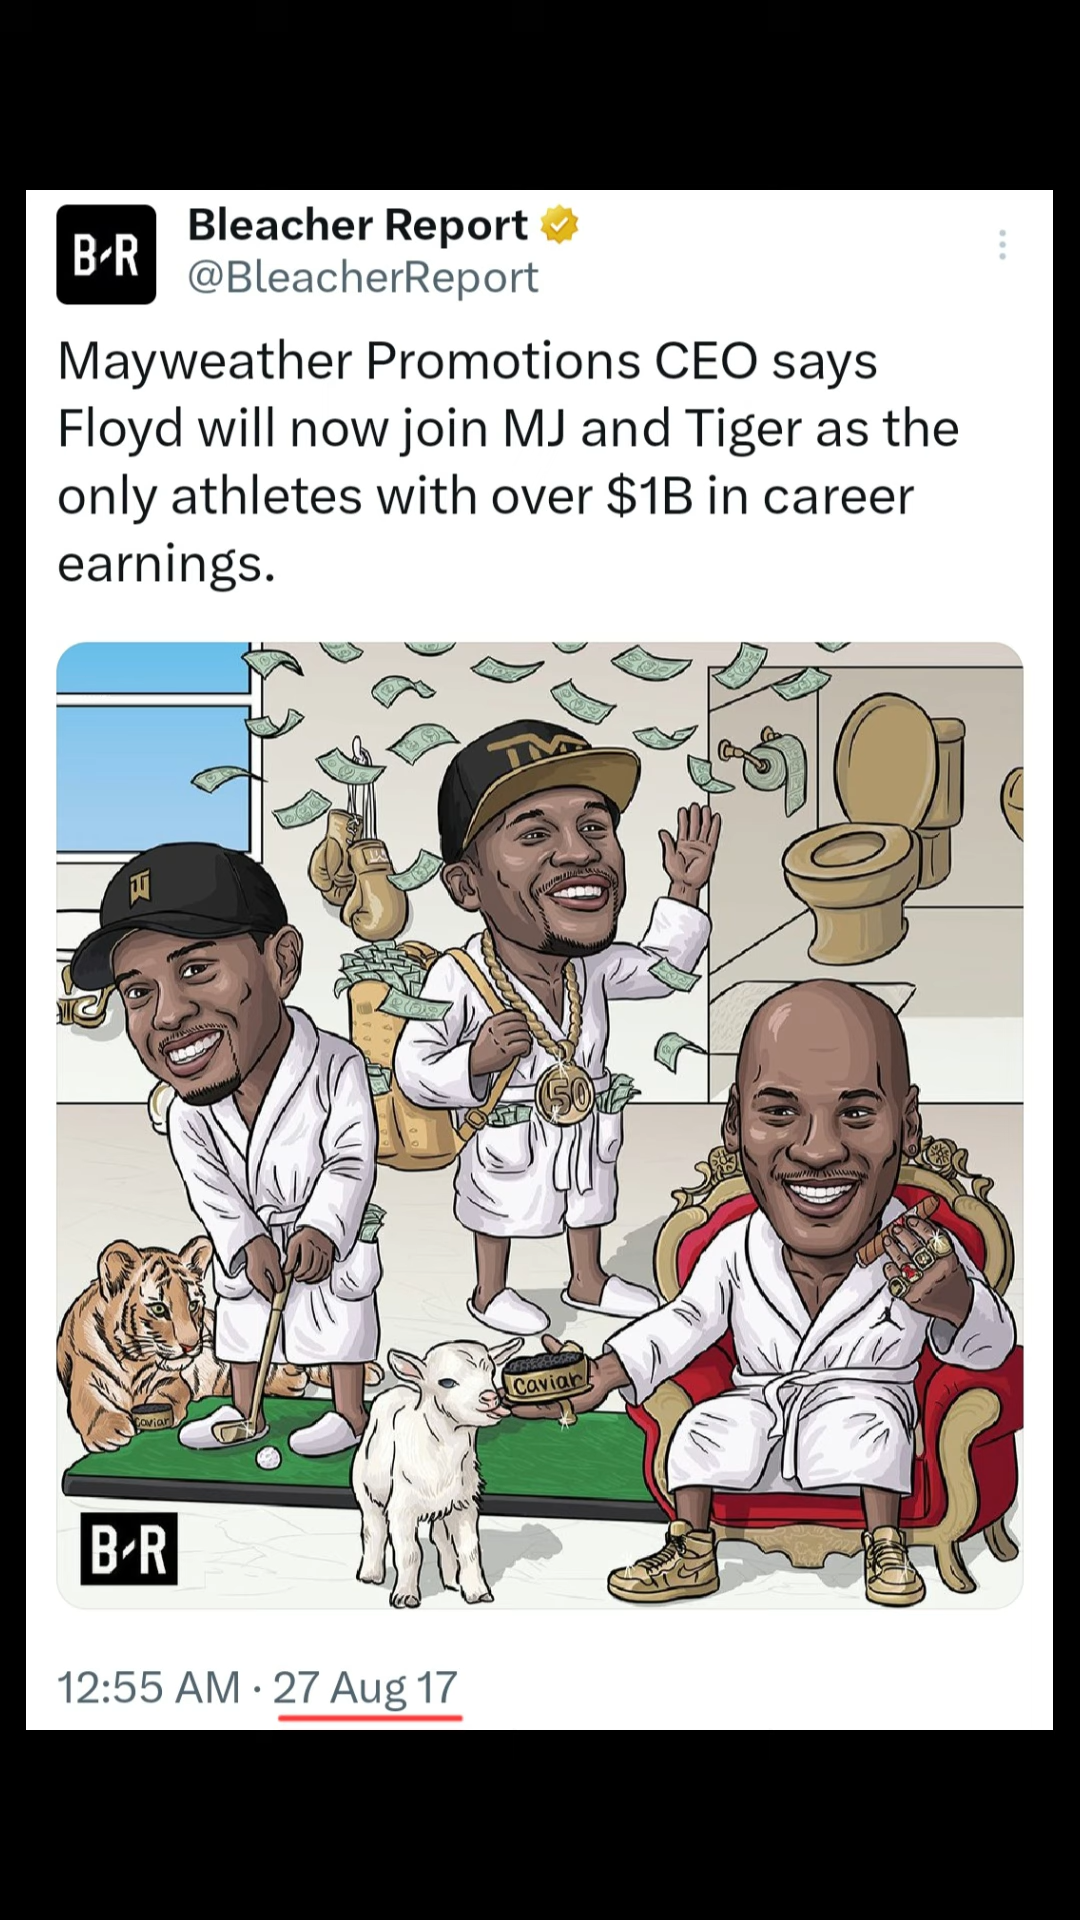 B-R
Bleacher Report
@BleacherReport
Mayweather Promotions CEO says
Floyd will now join MJ and Tiger as the
only athletes with over $1B in career
earnings.
TMT
TW
50
Caviar
Caviar
B-R
12:55 AM · 27 Aug 17